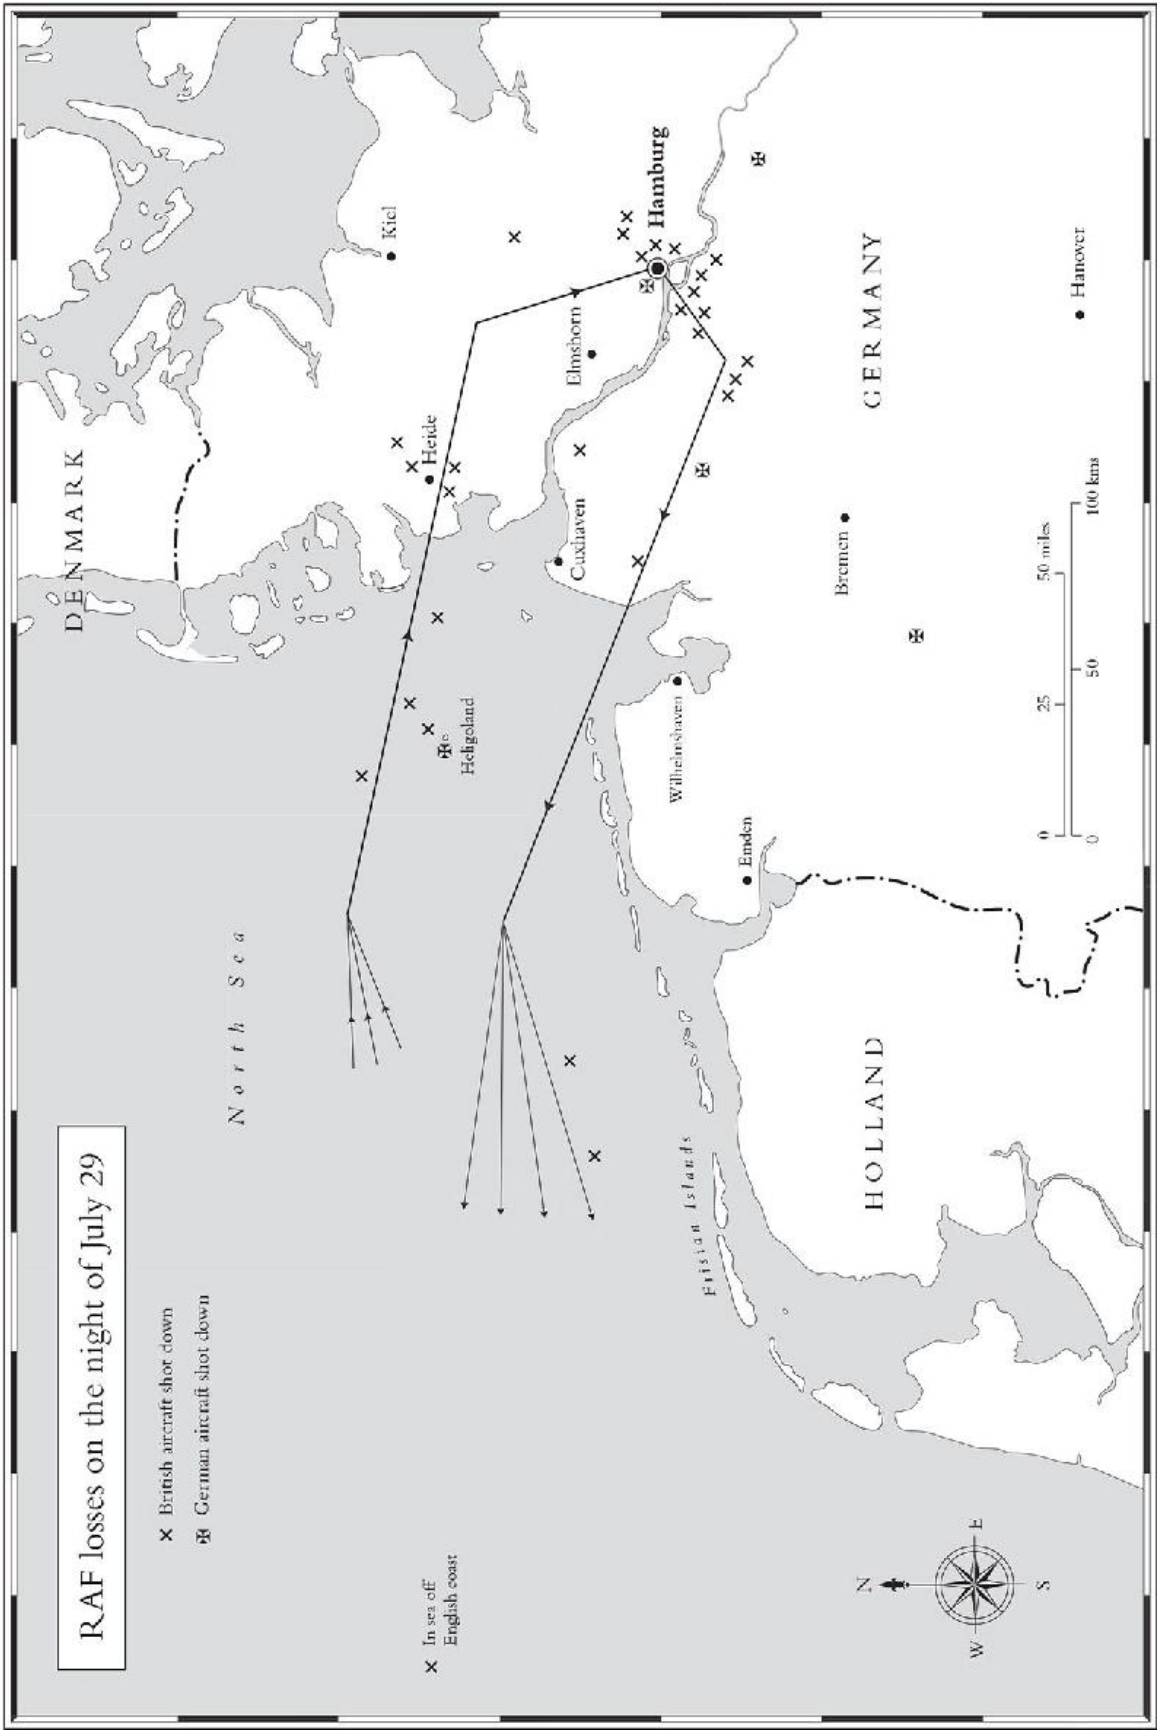 RAF losses on the night of July 29
× British aircraft shot down
✠ German aircraft shot down
× In sea off
English coast
North Sea
DENMARK
Kiel
Heide
Heligoland
Elmshorn
Hamburg
Cuxhaven
Wilhelmshaven
Emden
Bremen
GERMANY
Hanover
Frisian Islands
HOLLAND
0 25 50 miles
0 50 100 kms
N
W E
S